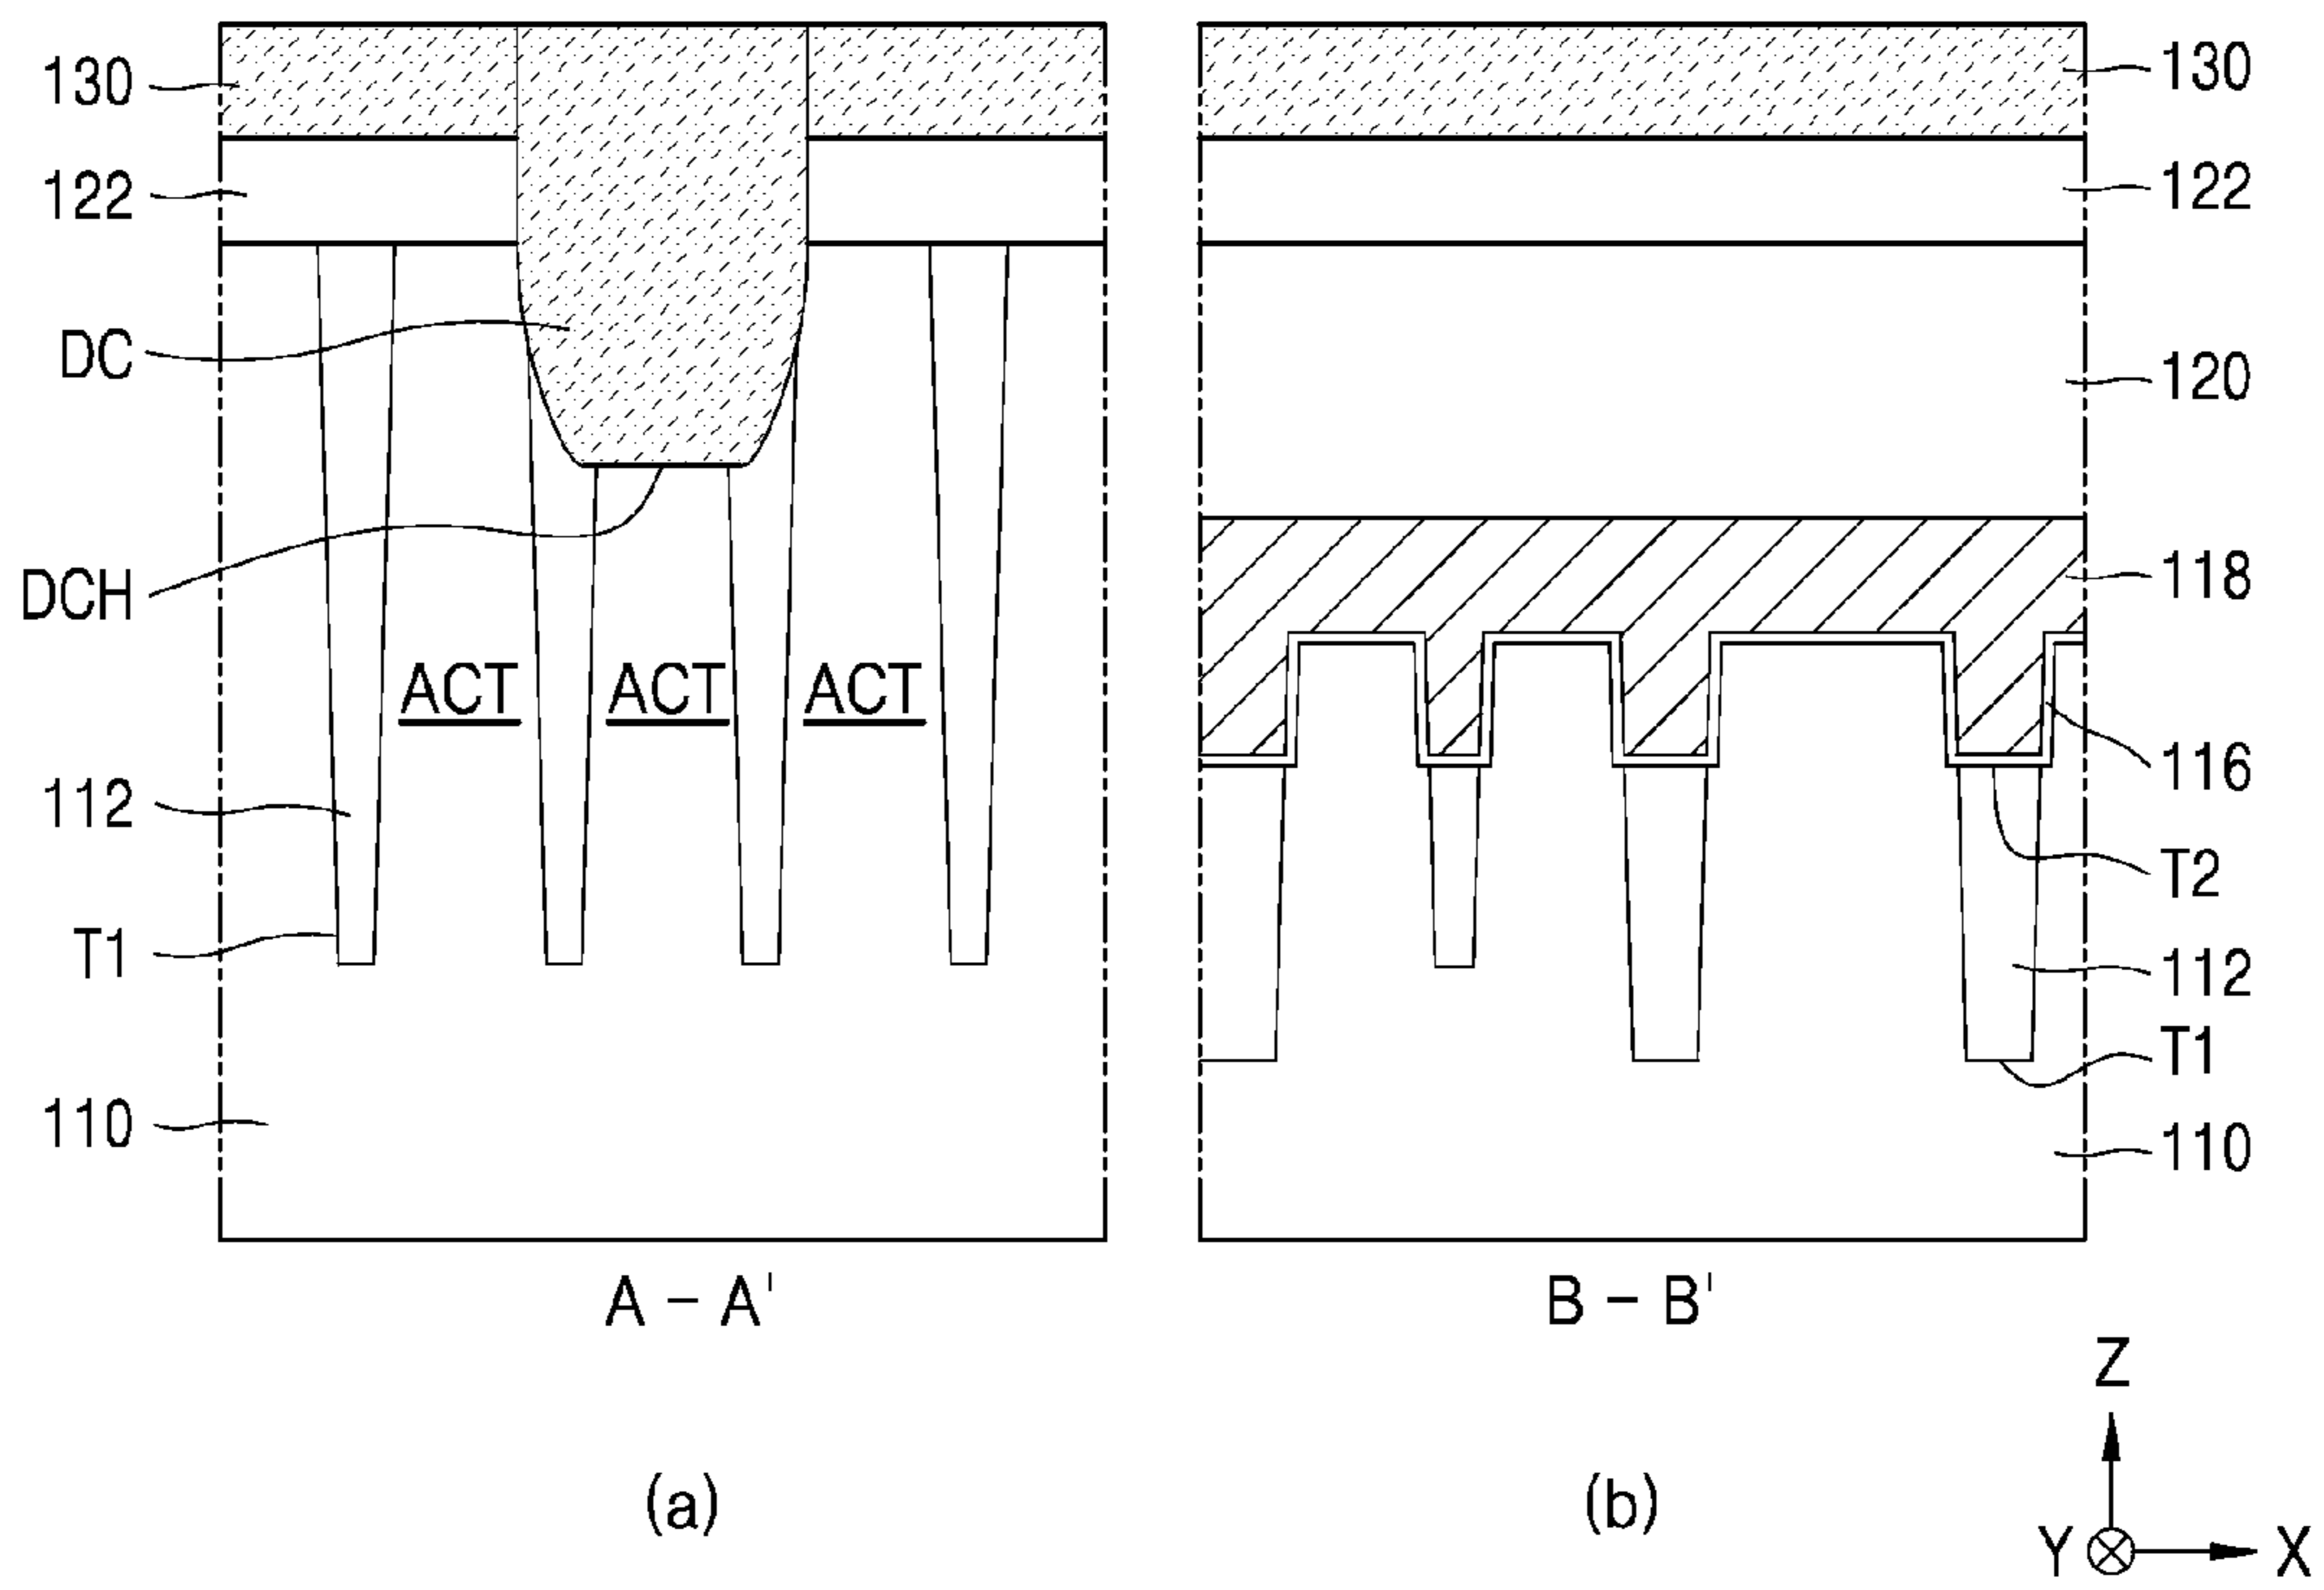 130
122
DC
DCH
ACT ACT ACT
112
T1
110
A - A'
(a)
130
122
120
118
116
T2
112
T1
110
B - B'
(b)
Z
Y X